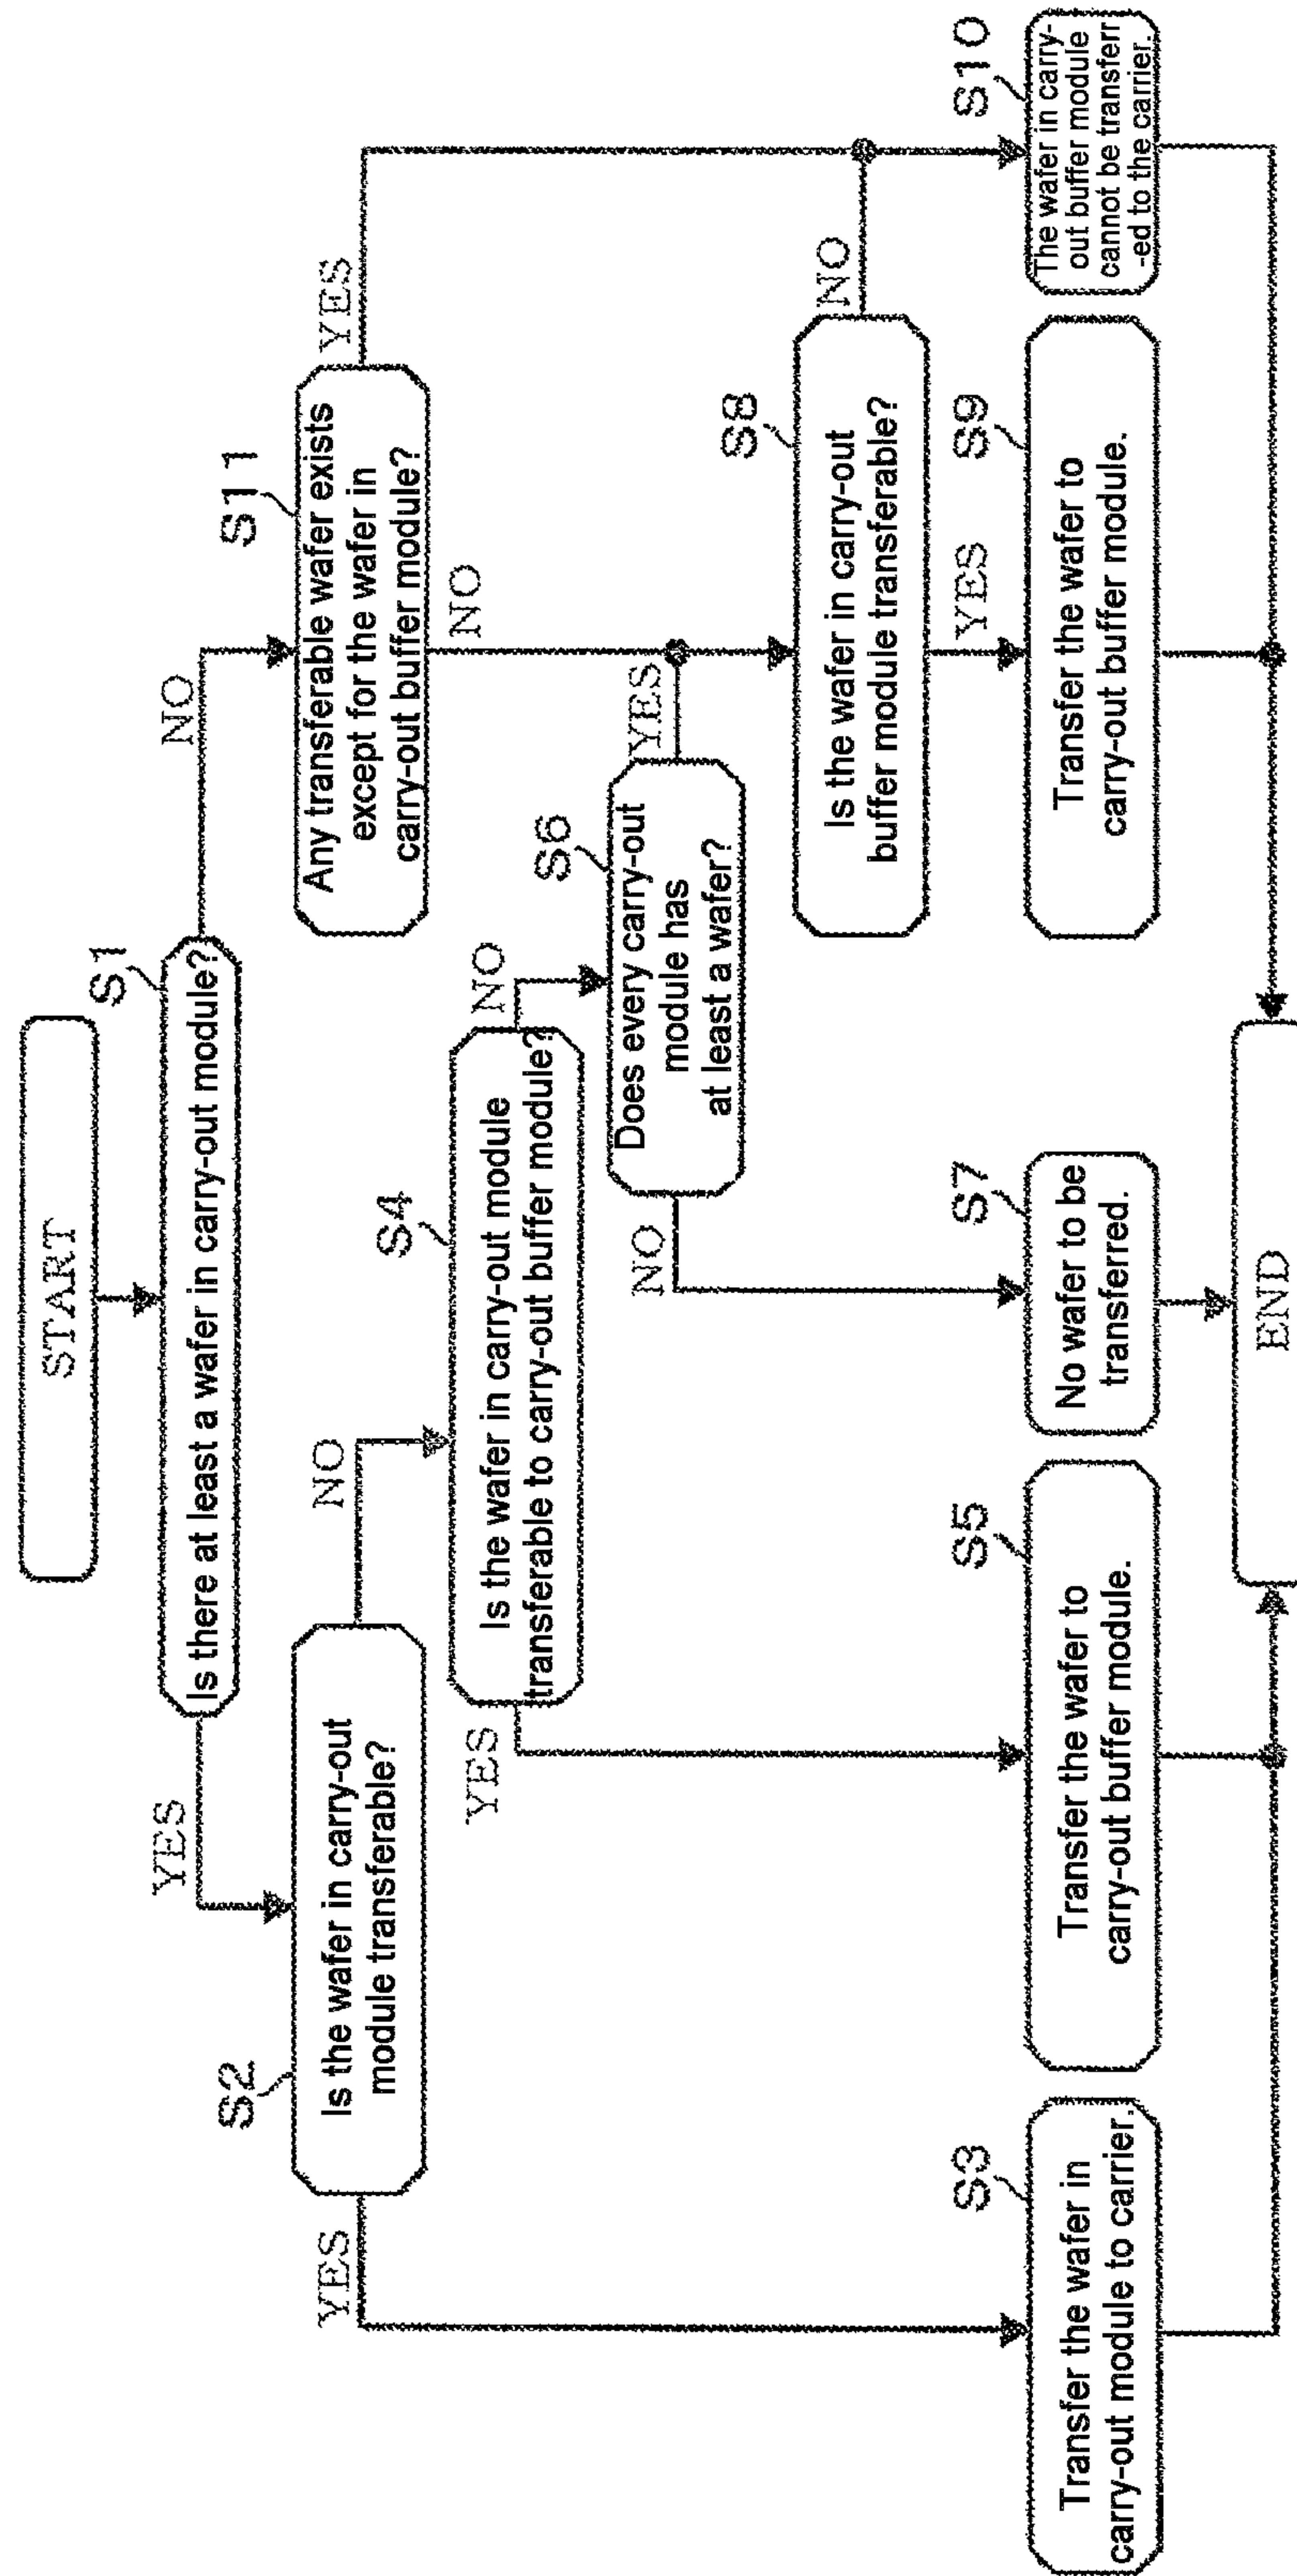 START
S1
Is there at least a wafer in carry-out module?
YES
NO
S2
Is the wafer in carry-out
module transferable?
S11
Any transferable wafer exists
except for the wafer in
carry-out buffer module?
YES
NO
YES
NO
S4
Is the wafer in carry-out module
transferable to carry-out buffer module?
YES
NO
S6
Does every carry-out
module has
at least a wafer?
YES
NO
S8
Is the wafer in carry-out
buffer module transferable?
NO
YES
S3
Transfer the wafer in
carry-out module to carrier.
S5
Transfer the wafer to
carry-out buffer module.
S7
No wafer to be
transferred.
S9
Transfer the wafer to
carry-out buffer module.
S10
The wafer in carry-
out buffer module
cannot be transferr
-ed to the carrier.
END